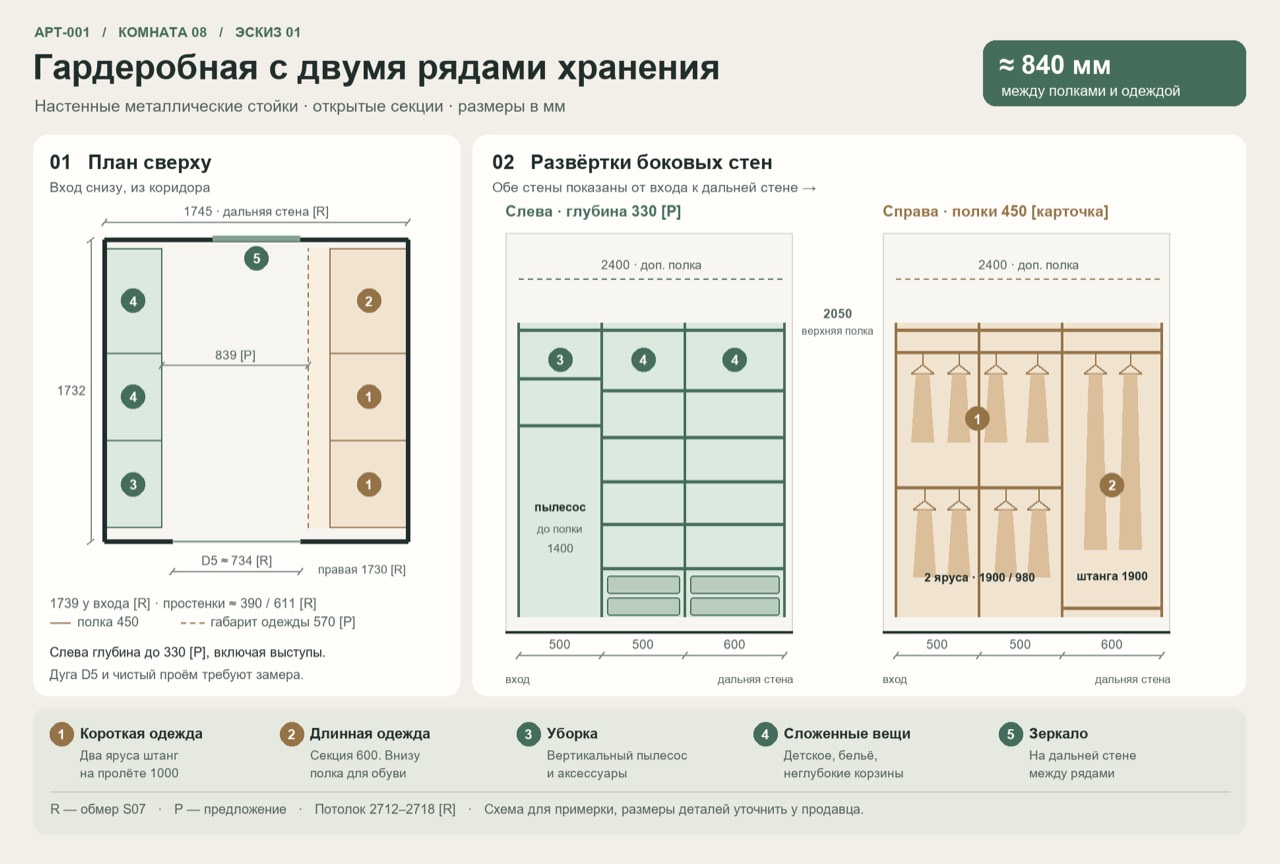 АРТ-001 / КОМНАТА 08 / ЭСКИЗ 01
Гардеробная с двумя рядами хранения
Настенные металлические стойки · открытые секции · размеры в мм
≈ 840 мм
между полками и одеждой
01 План сверху
Вход снизу, из коридора
1745 · дальняя стена [R]
5
4
2
839 [P]
1732
4
1
3
1
D5 ≈ 734 [R]
правая 1730 [R]
1739 у входа [R] · простенки ≈ 390 / 611 [R]
полка 450
габарит одежды 570 [P]
Слева глубина до 330 [P], включая выступы.
Дуга D5 и чистый проём требуют замера.
02 Развёртки боковых стен
Обе стены показаны от входа к дальней стене →
Слева · глубина 330 [P]
2400 · доп. полка
3
4
4
пылесос
до полки
1400
500
500
600
вход
дальняя стена
2050
верхняя полка
Справа · полки 450 [карточка]
2400 · доп. полка
1
2
2 яруса · 1900 / 980
штанга 1900
500
500
600
вход
дальняя стена
1 Короткая одежда
Два яруса штанг
на пролёте 1000
2 Длинная одежда
Секция 600. Внизу
полка для обуви
3 Уборка
Вертикальный пылесос
и аксессуары
4 Сложенные вещи
Детское, бельё,
неглубокие корзины
5 Зеркало
На дальней стене
между рядами
R — обмер S07 · P — предложение · Потолок 2712–2718 [R] · Схема для примерки, размеры деталей уточнить у продавца.